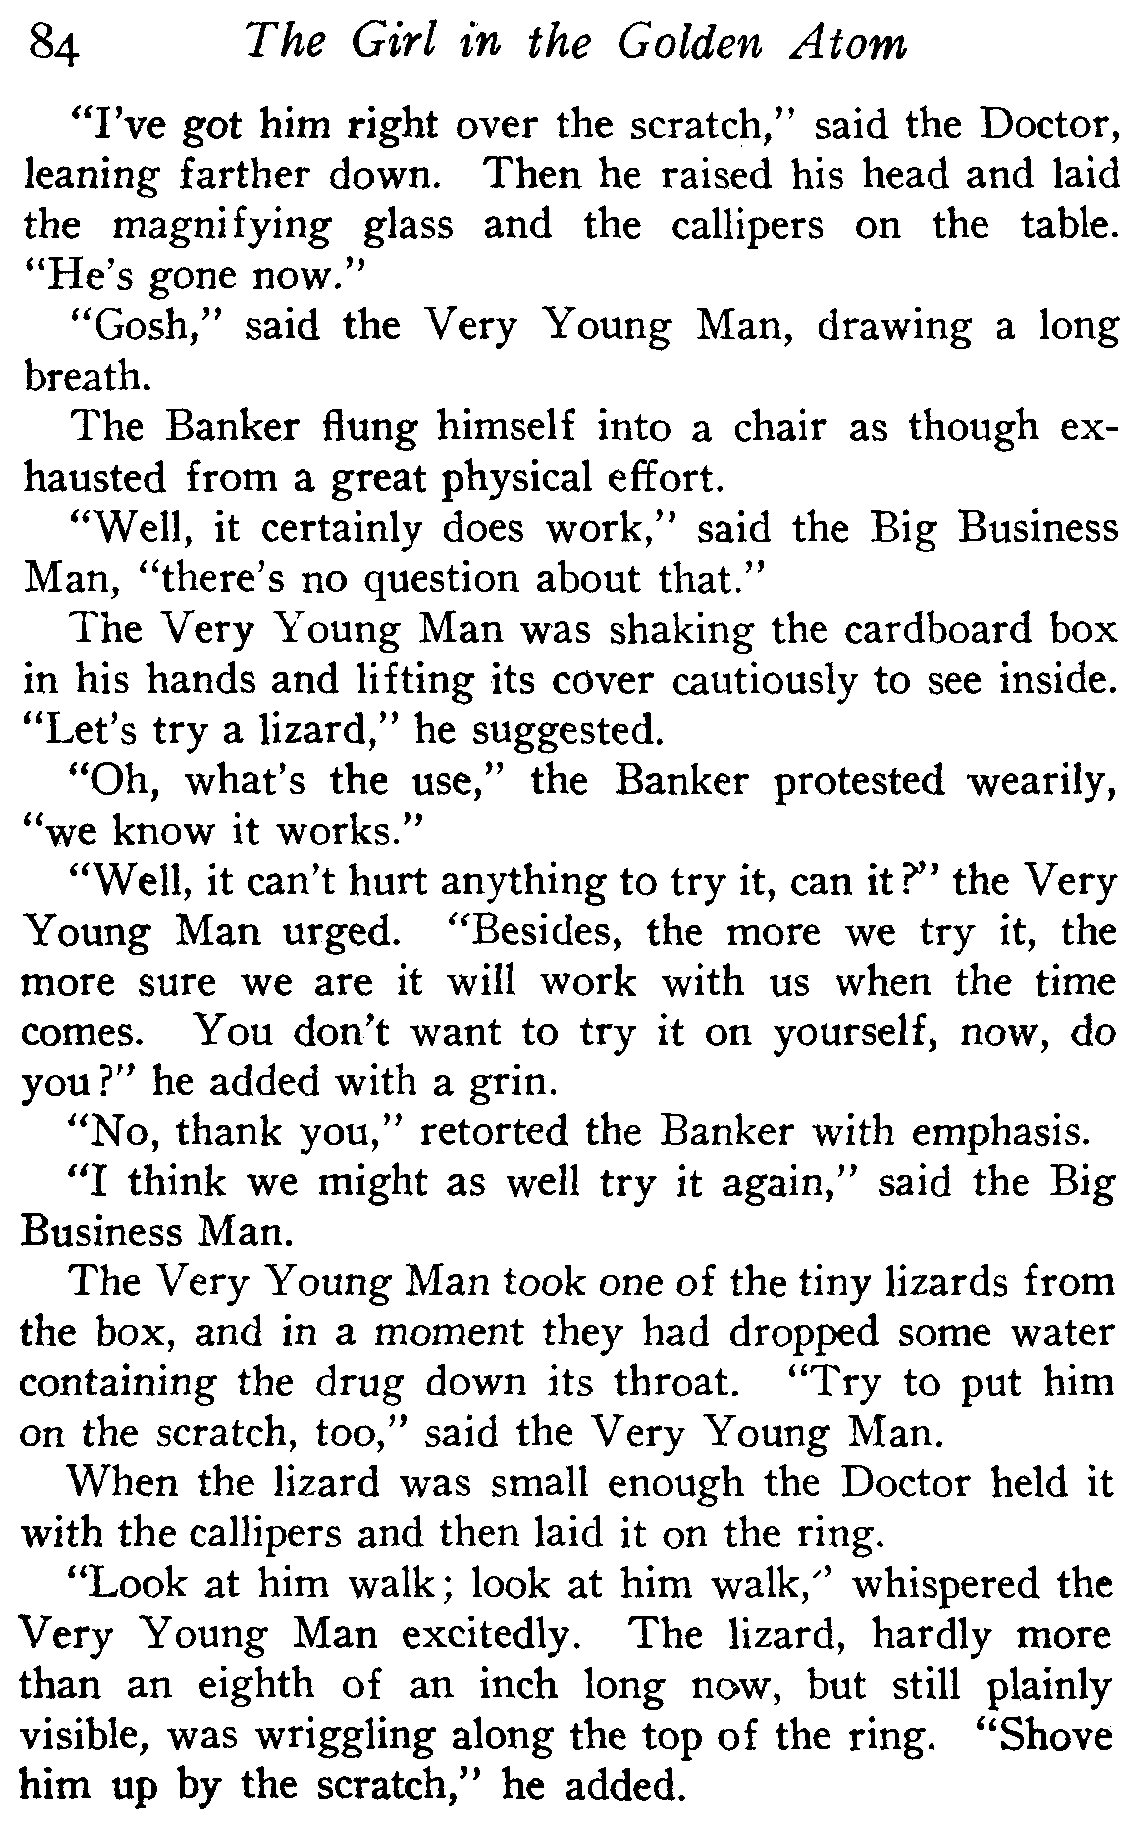 84 The Girl in the Golden Atom
"I've got him right over the scratch," said the Doctor,
leaning farther down. Then he raised his head and laid
the magnifying glass and the callipers on the table.
"He's gone now."
"Gosh," said the Very Young Man, drawing a long
breath.
The Banker flung himself into a chair as though ex-
hausted from a great physical effort.
"Well, it certainly does work," said the Big Business
Man, "there's no question about that."
The Very Young Man was shaking the cardboard box
in his hands and lifting its cover cautiously to see inside.
"Let's try a lizard," he suggested.
"Oh, what's the use," the Banker protested wearily,
"we know it works."
"Well, it can't hurt anything to try it, can it?" the Very
Young Man urged. "Besides, the more we try it, the
more sure we are it will work with us when the time
comes. You don't want to try it on yourself, now, do
you?" he added with a grin.
"No, thank you," retorted the Banker with emphasis.
"I think we might as well try it again," said the Big
Business Man.
The Very Young Man took one of the tiny lizards from
the box, and in a moment they had dropped some water
containing the drug down its throat. "Try to put him
on the scratch, too," said the Very Young Man.
When the lizard was small enough the Doctor held it
with the callipers and then laid it on the ring.
"Look at him walk; look at him walk," whispered the
Very Young Man excitedly. The lizard, hardly more
than an eighth of an inch long now, but still plainly
visible, was wriggling along the top of the ring. "Shove
him up by the scratch," he added.